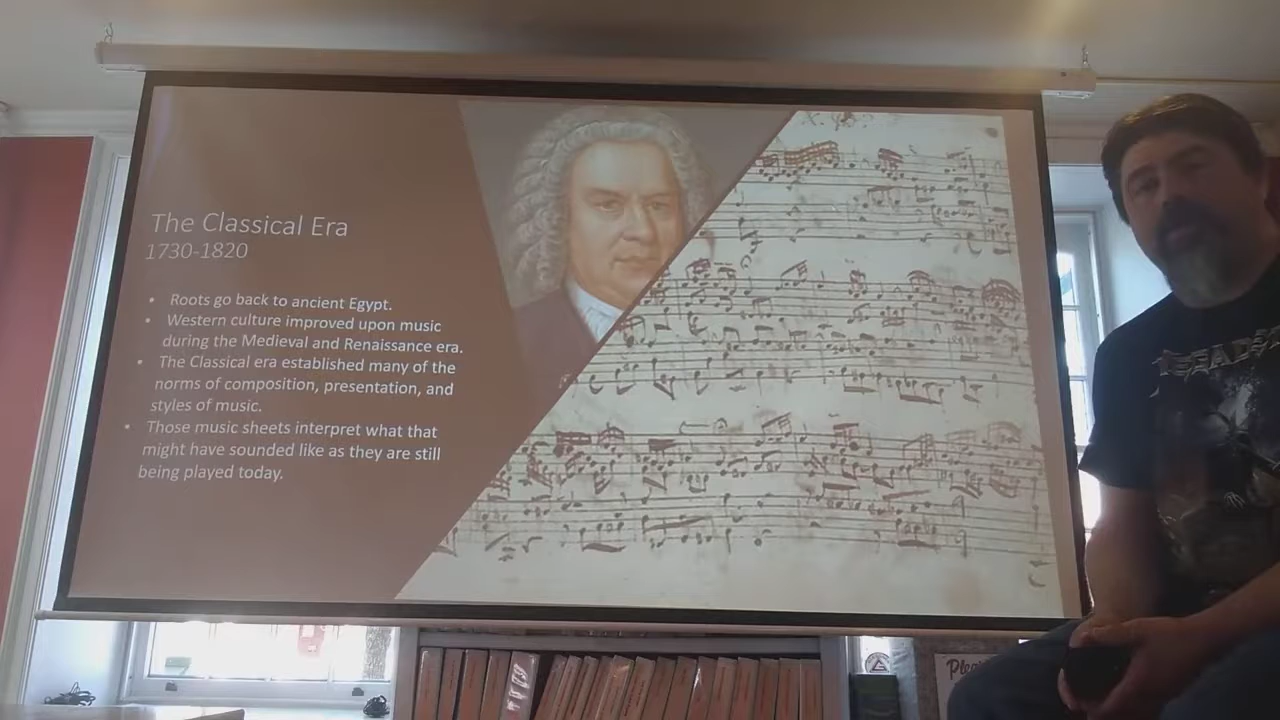 The Classical Era
1730-1820
• Roots go back to ancient Egypt.
• Western culture improved upon music
during the Medieval and Renaissance era.
• The Classical era established many of the
norms of composition, presentation, and
styles of music.
• Those music sheets interpret what that
might have sounded like as they are still
being played today.